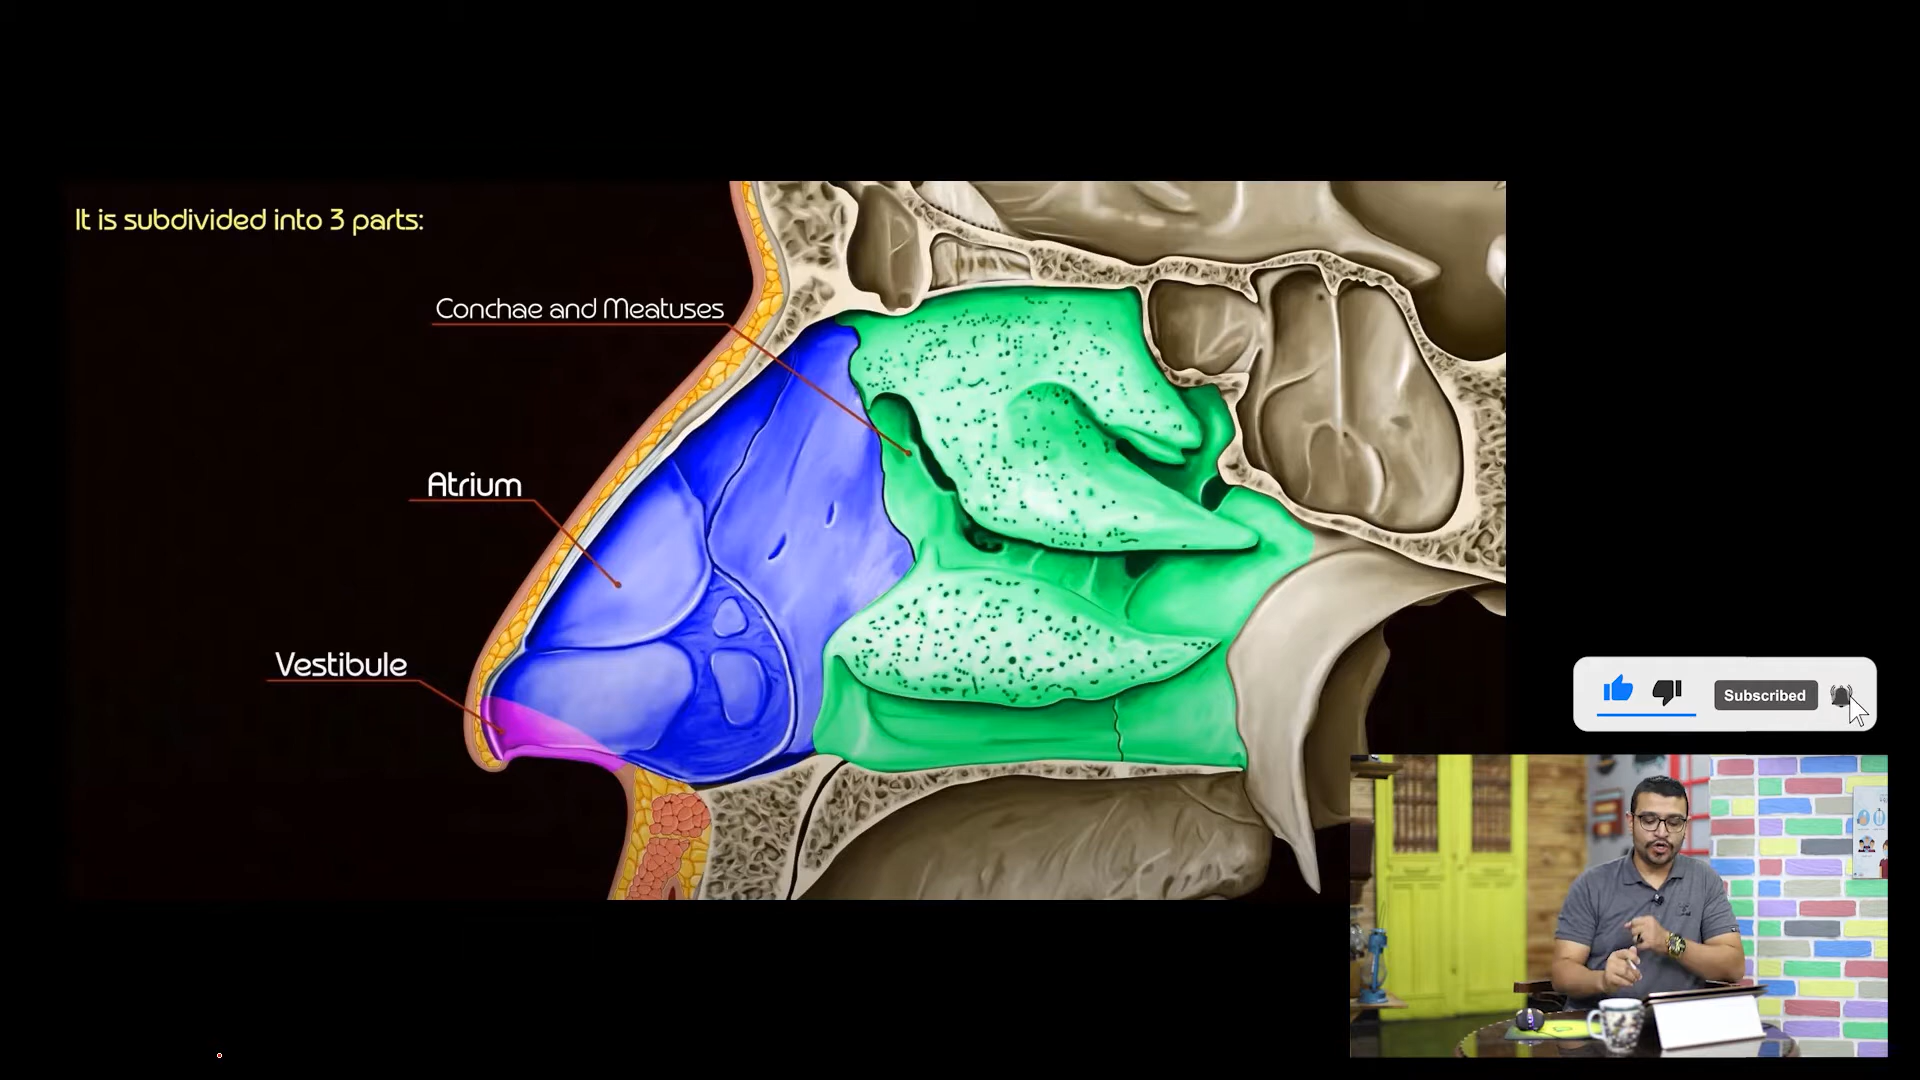 It is subdivided into 3 parts:
Conchae and Meatuses
Atrium
Vestibule
Subscribed